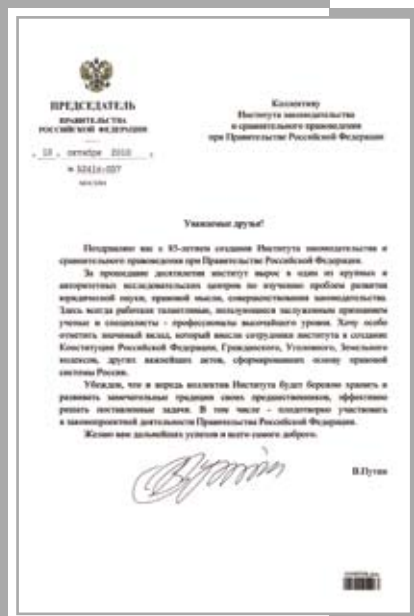 ПРЕДСЕДАТЕЛЬ
ПРАВИТЕЛЬСТВА
РОССИЙСКОЙ ФЕДЕРАЦИИ
октября 2010
МОСКВА
Коллективу
Института законодательства
и сравнительного правоведения
при Правительстве Российской Федерации
Уважаемые друзья!
Поздравляю вас с 85-летием создания Института законодательства и
сравнительного правоведения при Правительстве Российской Федерации.
За прошедшие десятилетия институт вырос в один из крупных и
авторитетных исследовательских центров по изучению проблем развития
юридической науки, правовой мысли, совершенствования законодательства.
Здесь всегда работали талантливые, пользующиеся заслуженным признанием
ученые и специалисты - профессионалы высочайшего уровня. Хочу особо
отметить значимый вклад, который внесли сотрудники института в создание
Конституции Российской Федерации, Гражданского, Уголовного, Земельного
кодексов, других важнейших актов, сформировавших основу правовой
системы России.
Убежден, что и впредь коллектив Института будет бережно хранить и
развивать замечательные традиции своих предшественников, эффективно
решать поставленные задачи. В том числе - плодотворно участвовать
в законопроектной деятельности Правительства Российской Федерации.
Желаю вам дальнейших успехов и всего самого доброго.
В.Путин